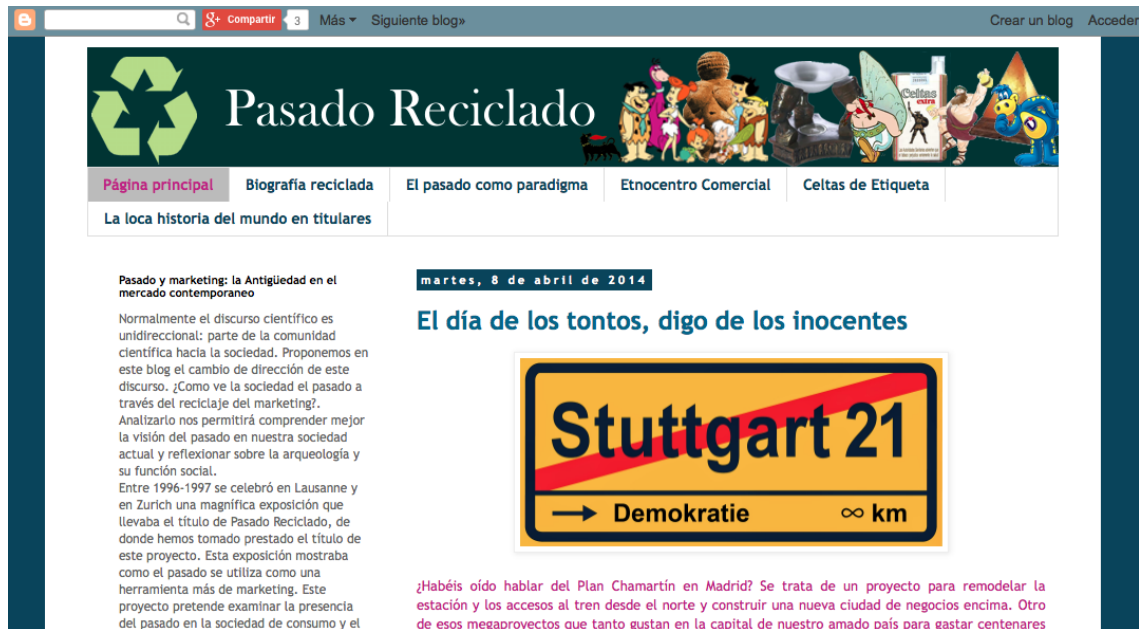 Compartir 3 Más Siguiente blog» Crear un blog Acceder
Pasado Reciclado
Celtas
extra
Página principal Biografía reciclada El pasado como paradigma Etnocentro Comercial Celtas de Etiqueta
La loca historia del mundo en titulares
Pasado y marketing: la Antigüedad en el
mercado contemporaneo
Normalmente el discurso científico es
unidireccional: parte de la comunidad
científica hacia la sociedad. Proponemos en
este blog el cambio de dirección de este
discurso. ¿Como ve la sociedad el pasado a
través del reciclaje del marketing?.
Analizarlo nos permitirá comprender mejor
la visión del pasado en nuestra sociedad
actual y reflexionar sobre la arqueología y
su función social.
Entre 1996-1997 se celebró en Lausanne y
en Zurich una magnífica exposición que
llevaba el título de Pasado Reciclado, de
donde hemos tomado prestado el título de
este proyecto. Esta exposición mostraba
como el pasado se utiliza como una
herramienta más de marketing. Este
proyecto pretende examinar la presencia
del pasado en la sociedad de consumo y el
martes, 8 de abril de 2014
El día de los tontos, digo de los inocentes
Stuttgart 21
→ Demokratie ∞ km
¿Habéis oído hablar del Plan Chamartín en Madrid? Se trata de un proyecto para remodelar la
estación y los accesos al tren desde el norte y construir una nueva ciudad de negocios encima. Otro
de esos megaproyectos que tanto gustan en la capital de nuestro amado país para gastar centenares